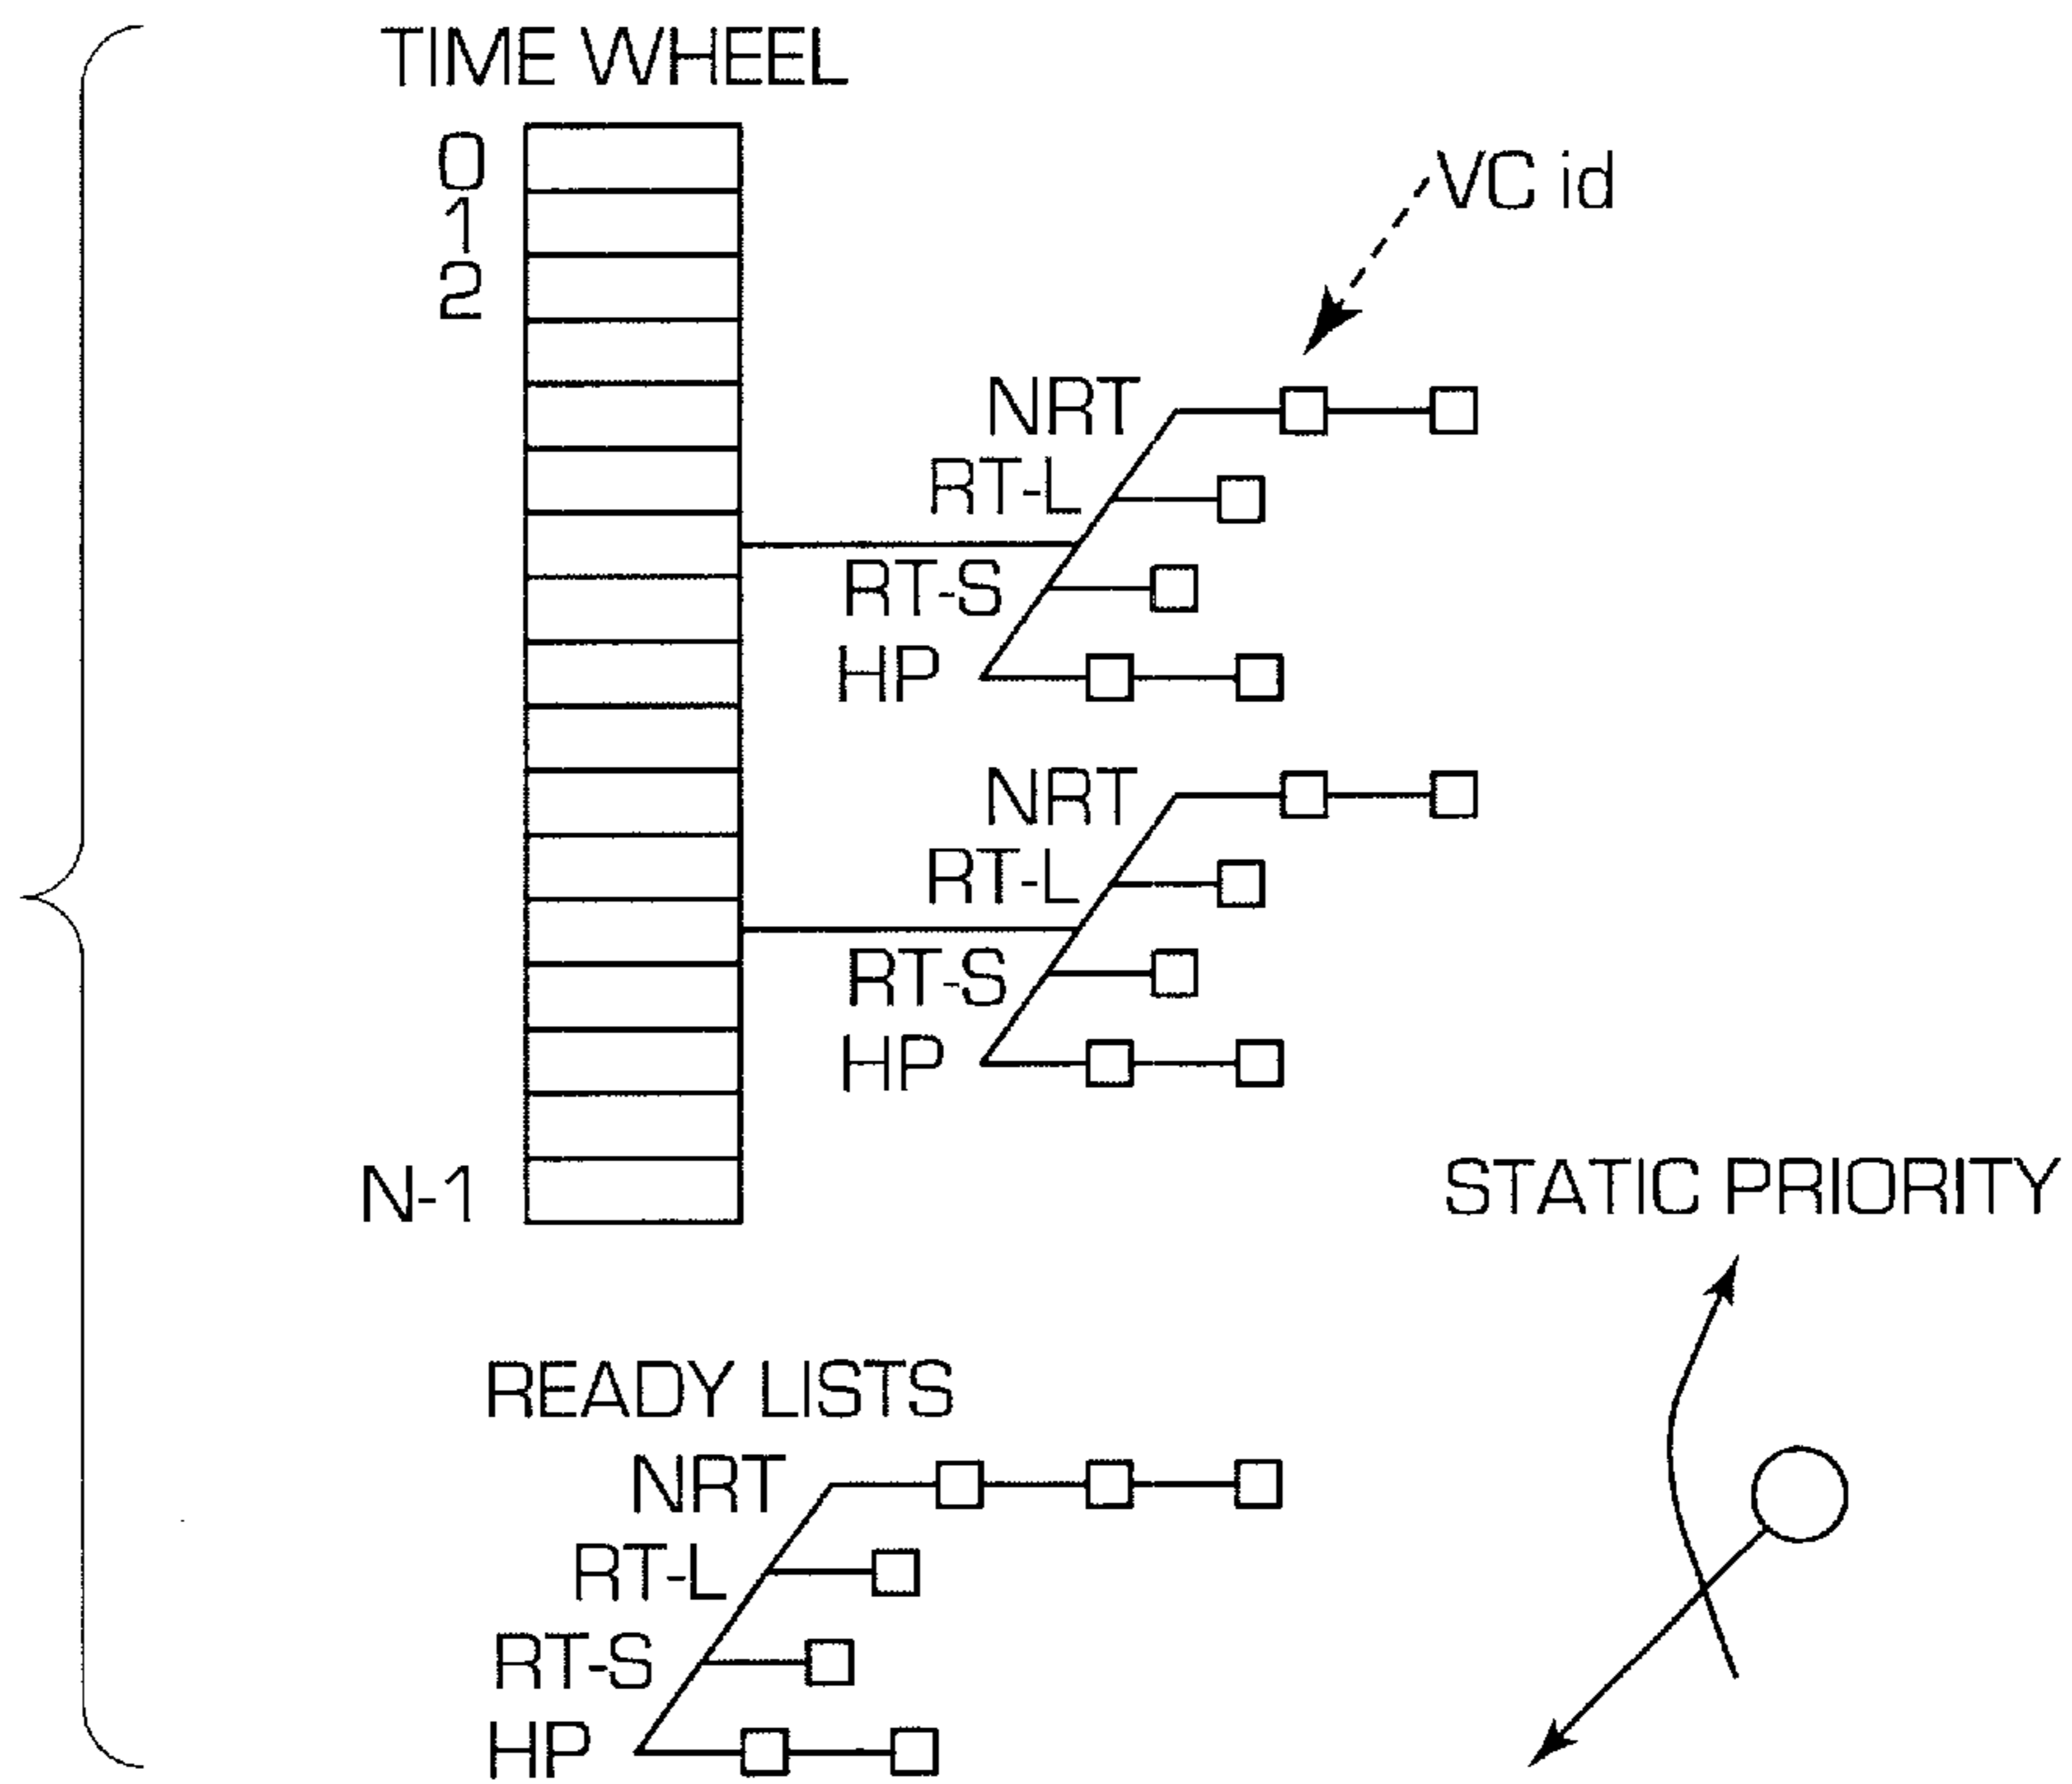 TIME WHEEL
0
1
2
VC id
NRT
RT-L
RT-S
HP
NRT
RT-L
RT-S
HP
N-1
STATIC PRIORITY
READY LISTS
NRT
RT-L
RT-S
HP